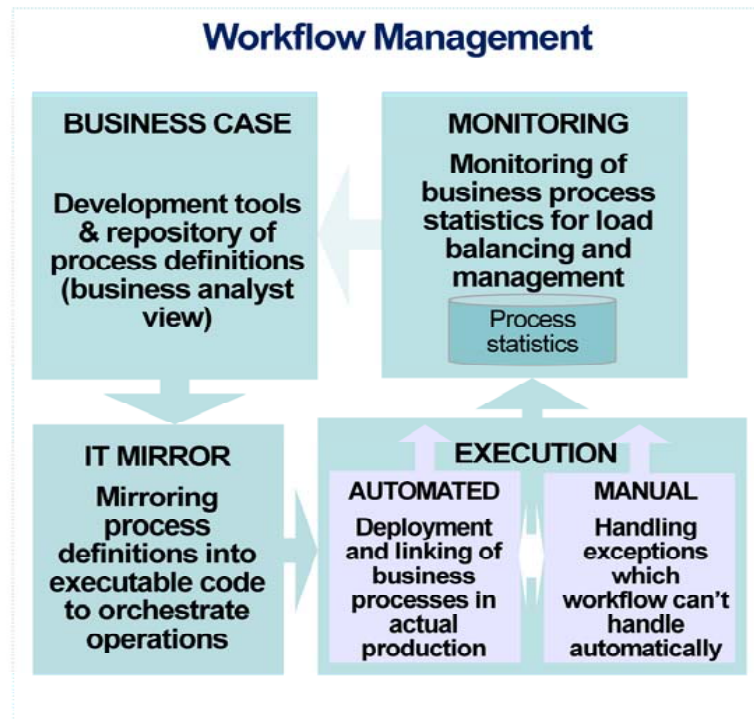 Workflow Management
BUSINESS CASE
Development tools
& repository of
process definitions
(business analyst
view)
MONITORING
Monitoring of
business process
statistics for load
balancing and
management
Process
statistics
IT MIRROR
Mirroring
process
definitions into
executable code
to orchestrate
operations
EXECUTION
AUTOMATED
Deployment
and linking of
business
processes in
actual
production
MANUAL
Handling
exceptions
which
workflow can't
handle
automatically